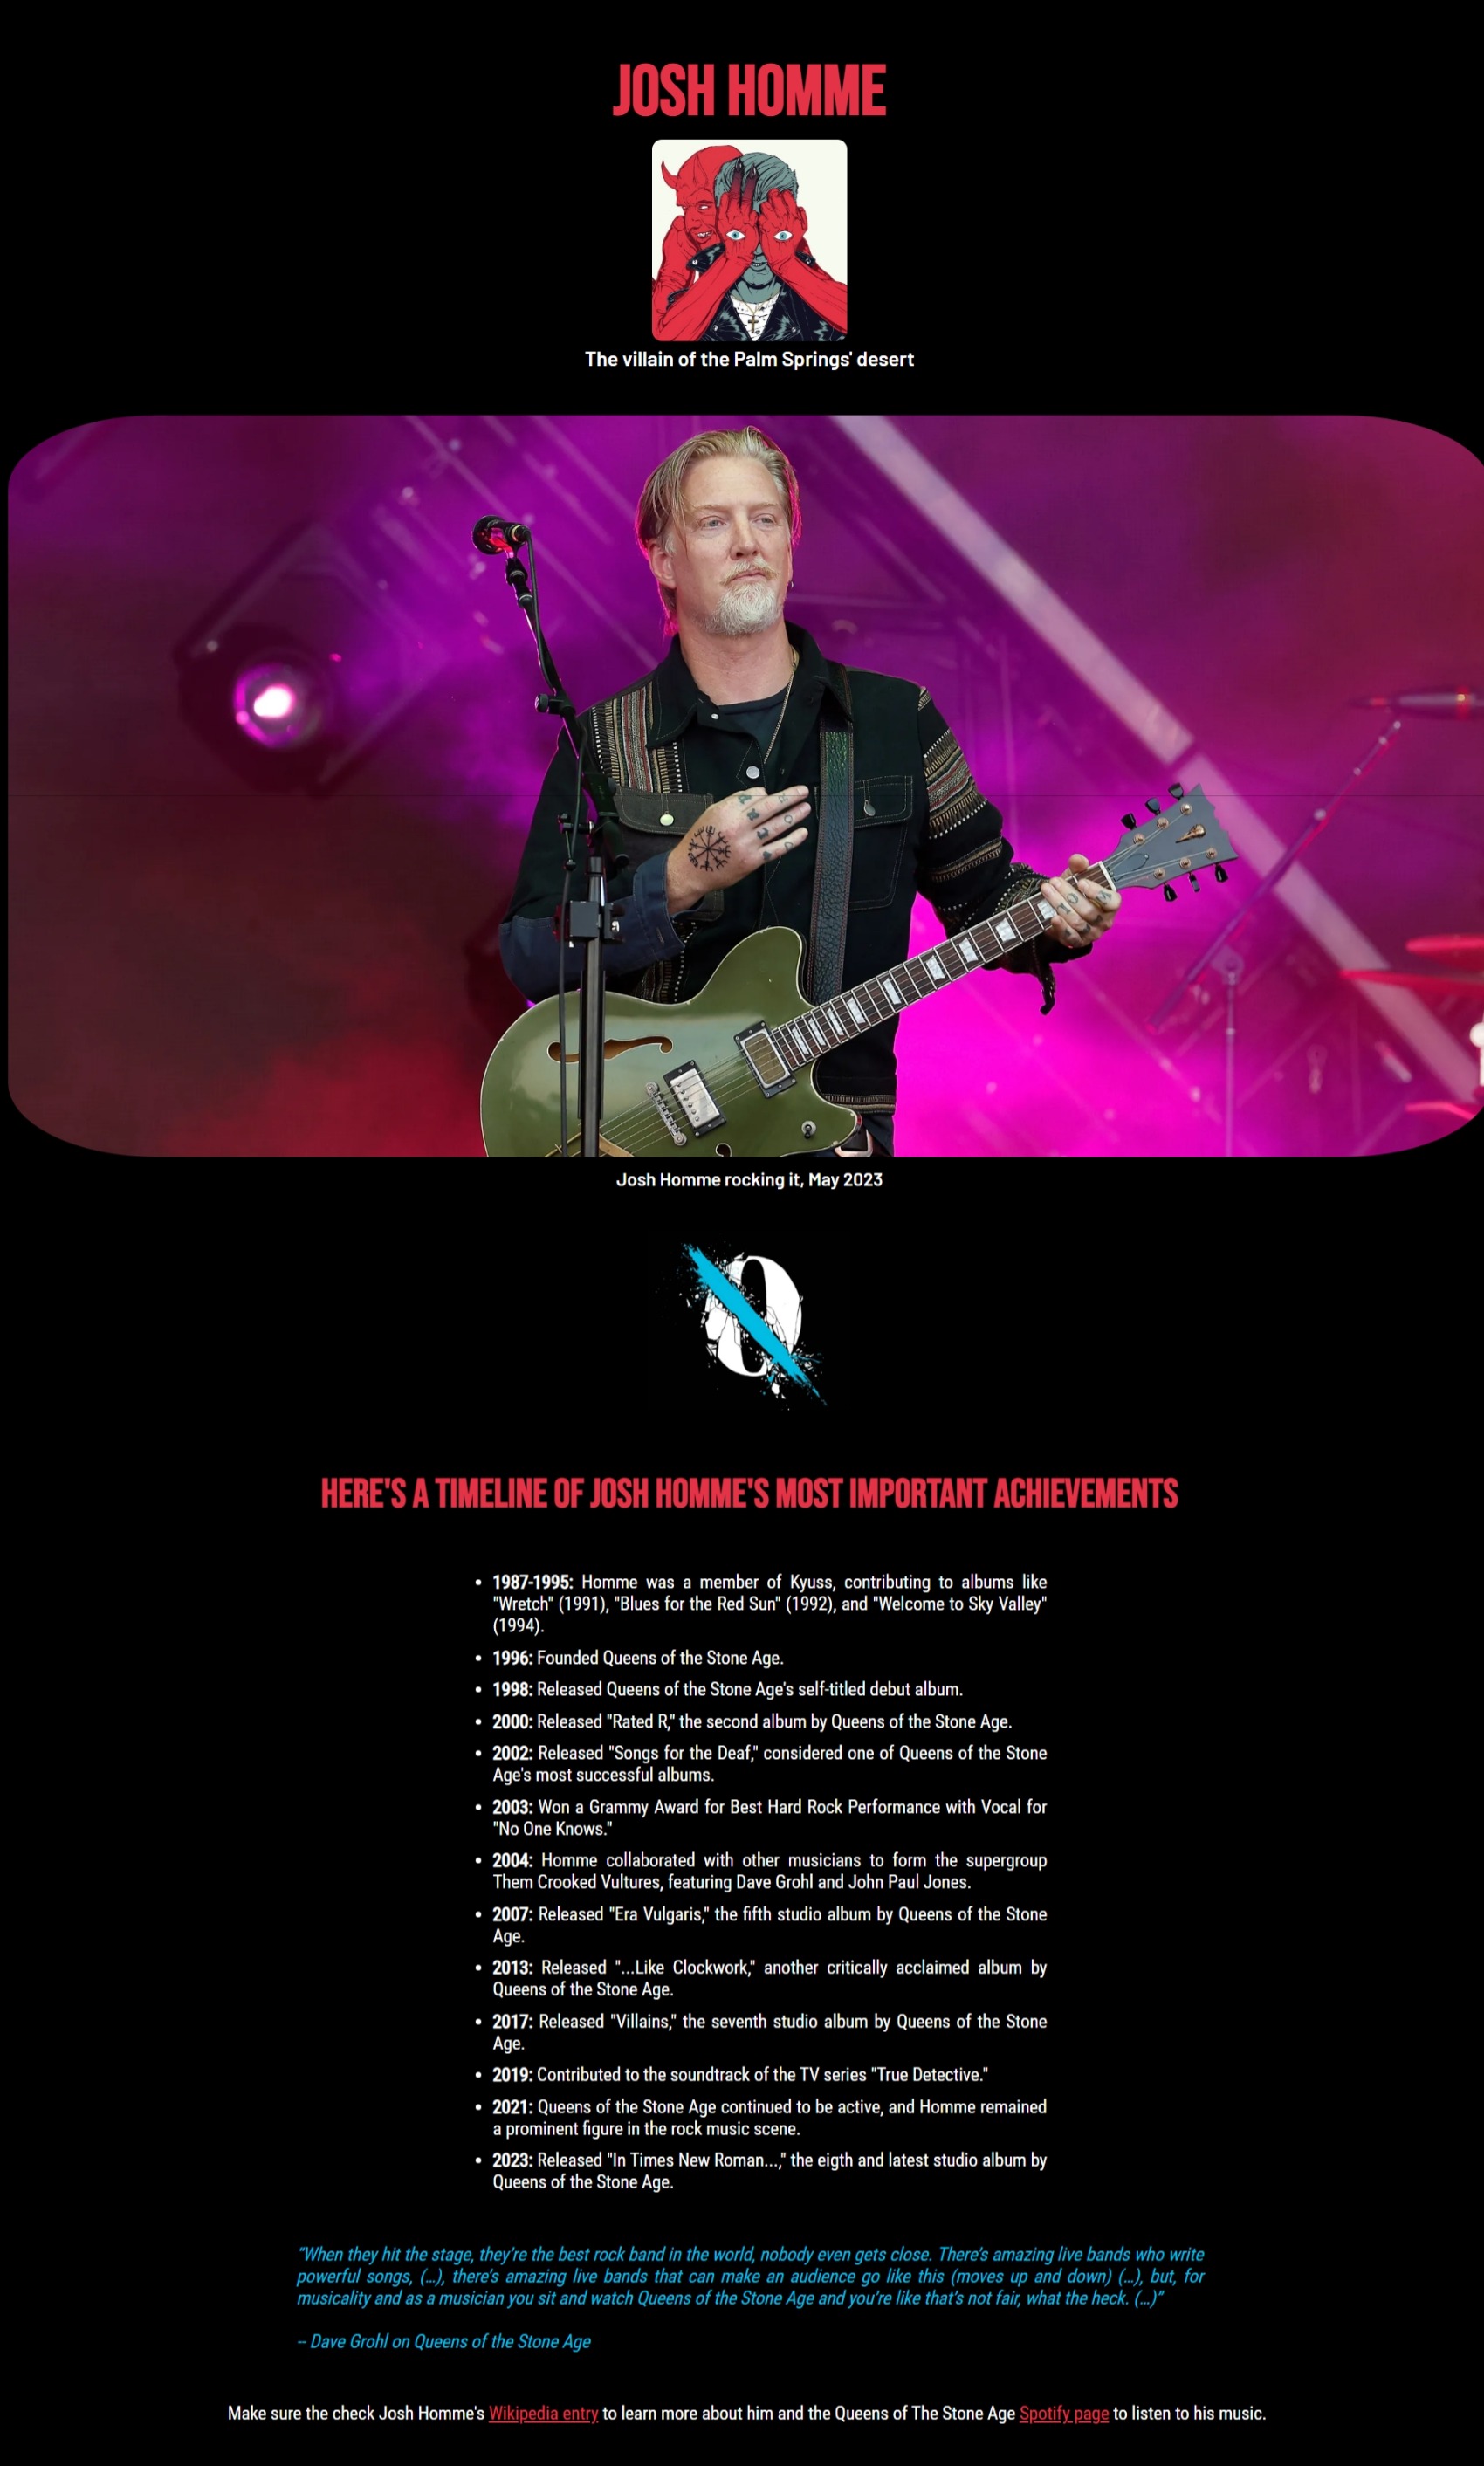 JOSH HOMME
The villain of the Palm Springs' desert
Josh Homme rocking it, May 2023
HERE'S A TIMELINE OF JOSH HOMME'S MOST IMPORTANT ACHIEVEMENTS
• 1987-1995: Homme was a member of Kyuss, contributing to albums like
"Wretch" (1991), "Blues for the Red Sun" (1992), and "Welcome to Sky Valley"
(1994).
• 1996: Founded Queens of the Stone Age.
• 1998: Released Queens of the Stone Age's self-titled debut album.
• 2000: Released "Rated R," the second album by Queens of the Stone Age.
• 2002: Released "Songs for the Deaf," considered one of Queens of the Stone
Age's most successful albums.
• 2003: Won a Grammy Award for Best Hard Rock Performance with Vocal for
"No One Knows."
• 2004: Homme collaborated with other musicians to form the supergroup
Them Crooked Vultures, featuring Dave Grohl and John Paul Jones.
• 2007: Released "Era Vulgaris," the fifth studio album by Queens of the Stone
Age.
• 2013: Released "...Like Clockwork," another critically acclaimed album by
Queens of the Stone Age.
• 2017: Released "Villains," the seventh studio album by Queens of the Stone
Age.
• 2019: Contributed to the soundtrack of the TV series "True Detective."
• 2021: Queens of the Stone Age continued to be active, and Homme remained
a prominent figure in the rock music scene.
• 2023: Released "In Times New Roman...," the eigth and latest studio album by
Queens of the Stone Age.
“When they hit the stage, they’re the best rock band in the world, nobody even gets close. There’s amazing live bands who write
powerful songs, (…), there’s amazing live bands that can make an audience go like this (moves up and down) (…), but, for
musicality and as a musician you sit and watch Queens of the Stone Age and you’re like that’s not fair, what the heck. (…)”
-- Dave Grohl on Queens of the Stone Age
Make sure the check Josh Homme's Wikipedia entry to learn more about him and the Queens of The Stone Age Spotify page to listen to his music.